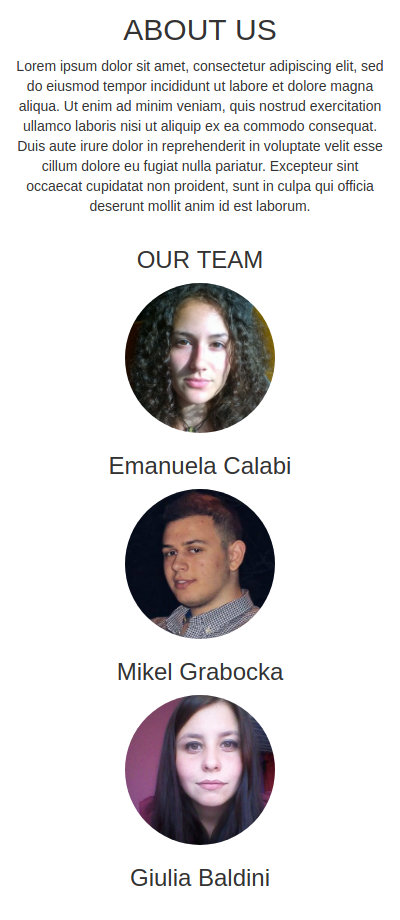 ABOUT US
Lorem ipsum dolor sit amet, consectetur adipiscing elit, sed
do eiusmod tempor incididunt ut labore et dolore magna
aliqua. Ut enim ad minim veniam, quis nostrud exercitation
ullamco laboris nisi ut aliquip ex ea commodo consequat.
Duis aute irure dolor in reprehenderit in voluptate velit esse
cillum dolore eu fugiat nulla pariatur. Excepteur sint
occaecat cupidatat non proident, sunt in culpa qui officia
deserunt mollit anim id est laborum.
OUR TEAM
Emanuela Calabi
Mikel Grabocka
Giulia Baldini